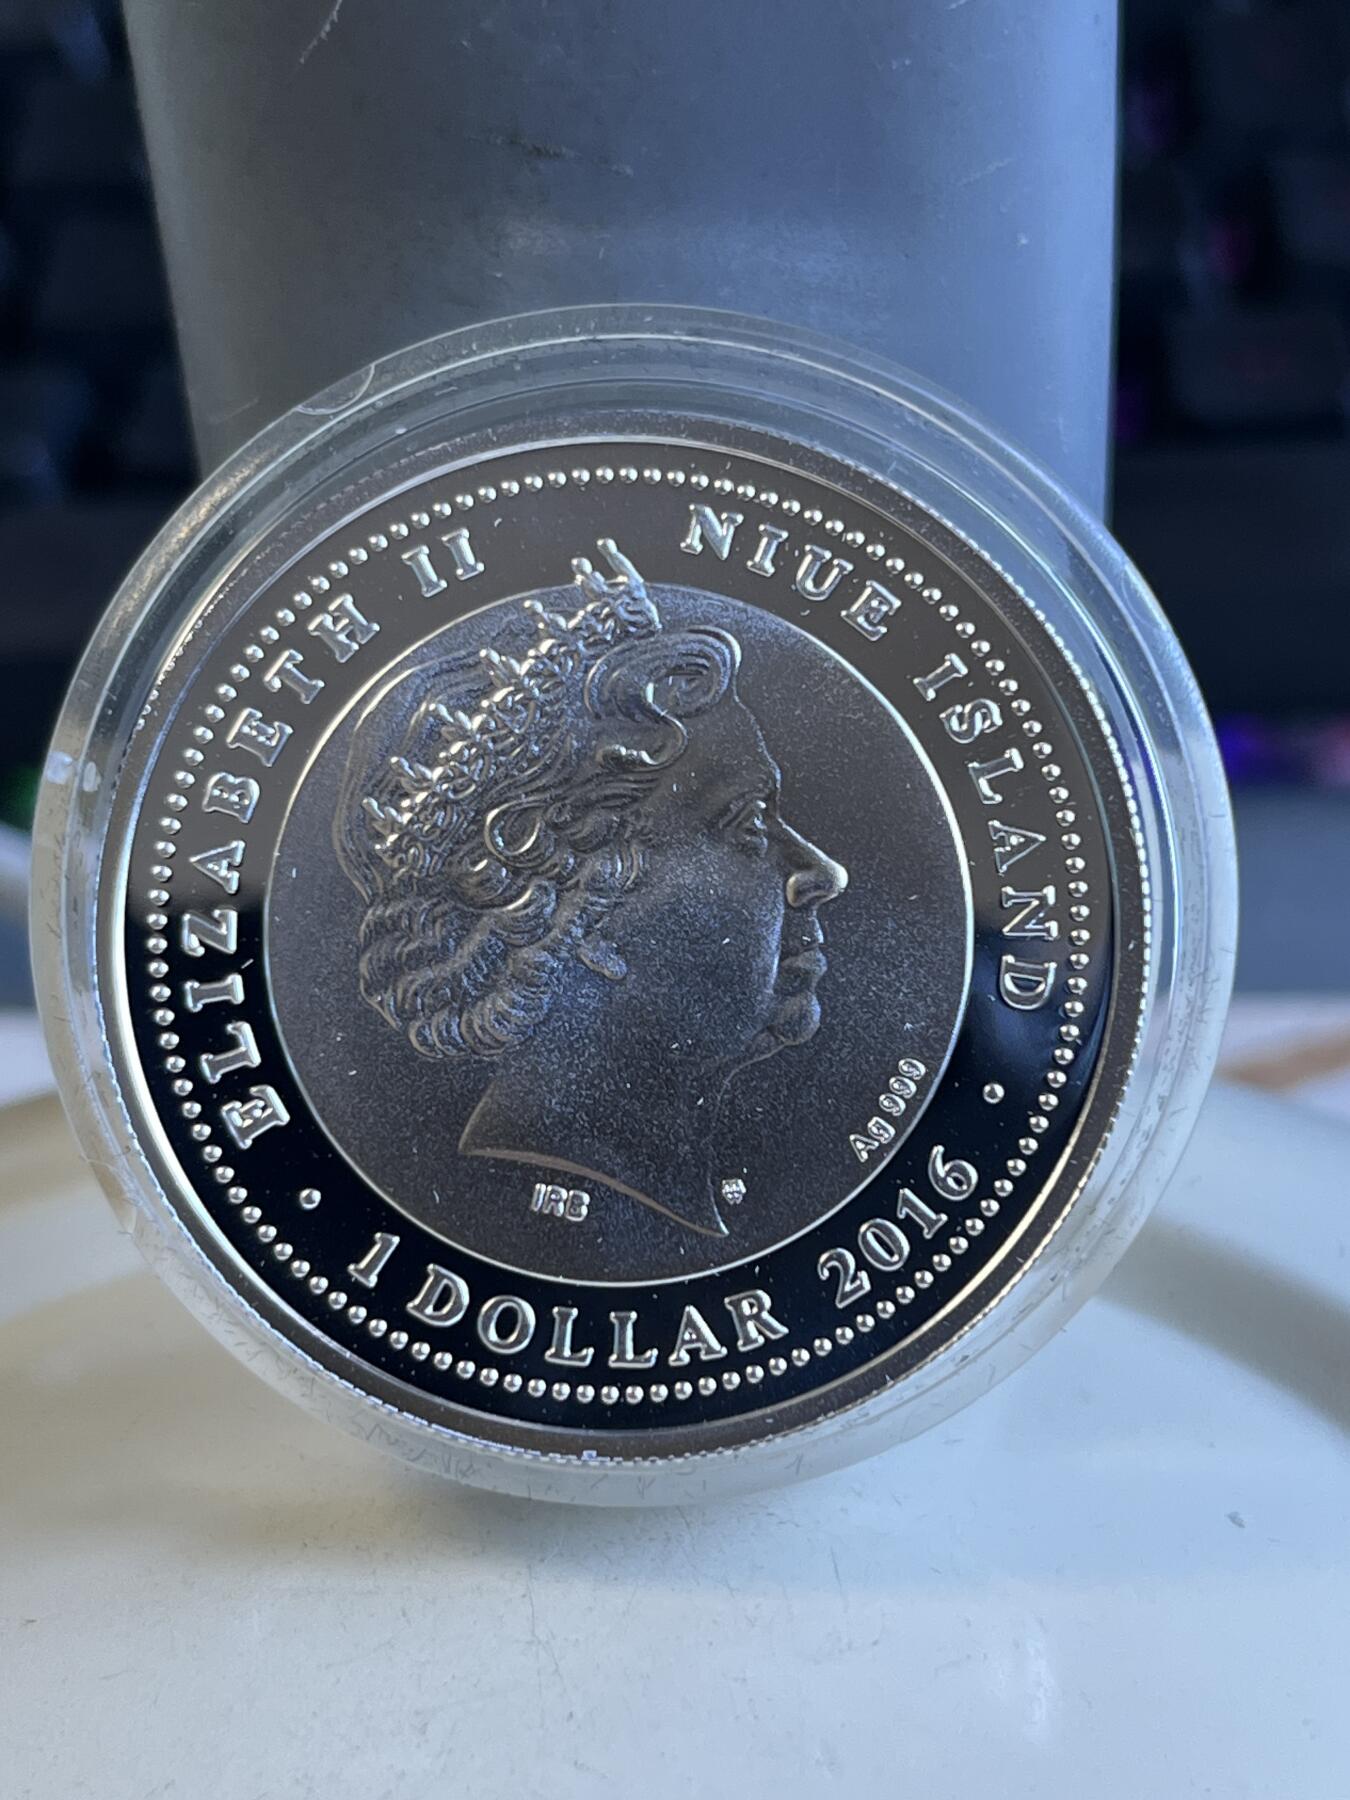 ELIZABETH II
NIUE ISLAND
Ag 999
IRB
· 1 DOLLAR 2016 ·